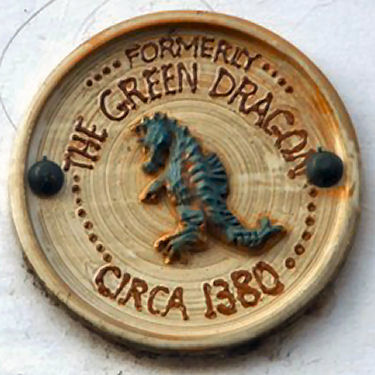 FORMERLY
THE GREEN DRAGON
CIRCA 1380